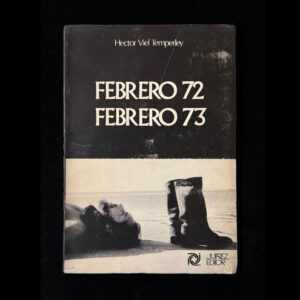 Hector Viel Temperley
FEBRERO 72
FEBRERO 73
JUAREZ
EDITOR